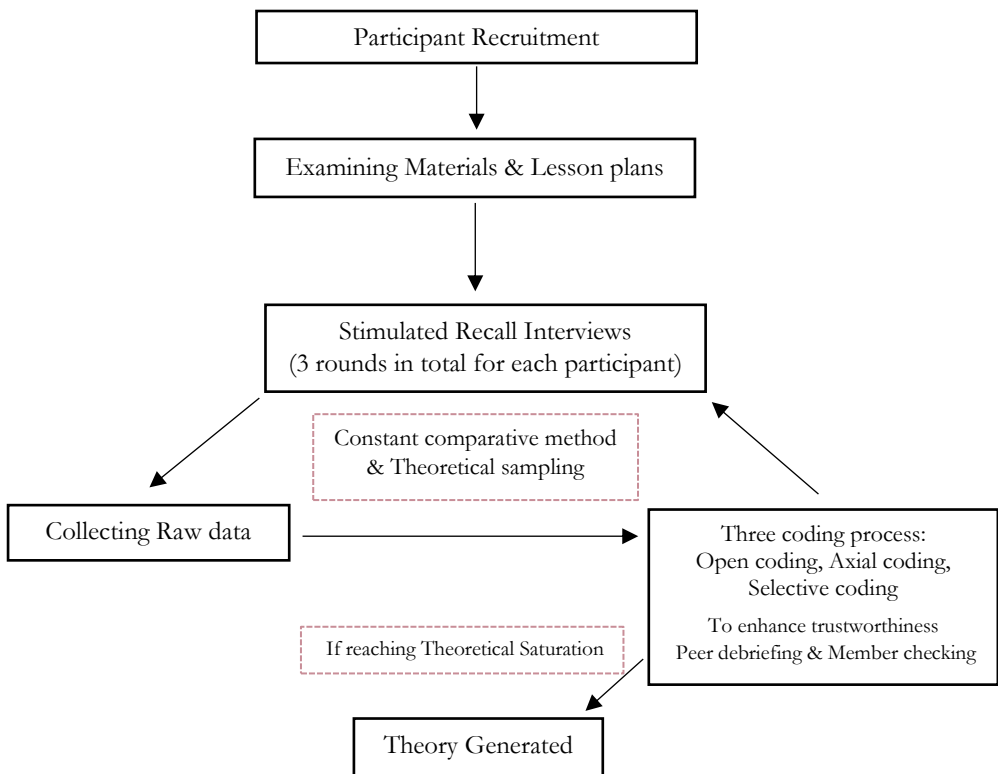 Participant Recruitment
Examining Materials & Lesson plans
Stimulated Recall Interviews
(3 rounds in total for each participant)
Constant comparative method
& Theoretical sampling
Collecting Raw data
Three coding process:
Open coding, Axial coding,
Selective coding
To enhance trustworthiness
Peer debriefing & Member checking
If reaching Theoretical Saturation
Theory Generated